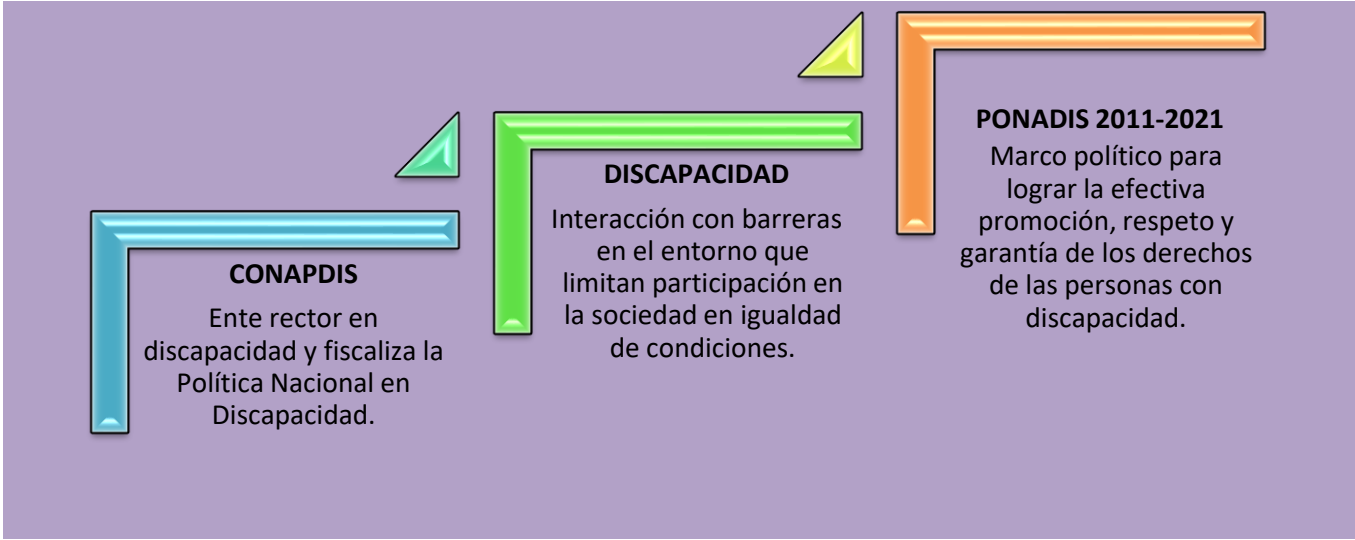 CONAPDIS
Ente rector en
discapacidad y fiscaliza la
Política Nacional en
Discapacidad.
DISCAPACIDAD
Interacción con barreras
en el entorno que
limitan participación en
la sociedad en igualdad
de condiciones.
PONADIS 2011-2021
Marco político para
lograr la efectiva
promoción, respeto y
garantía de los derechos
de las personas con
discapacidad.